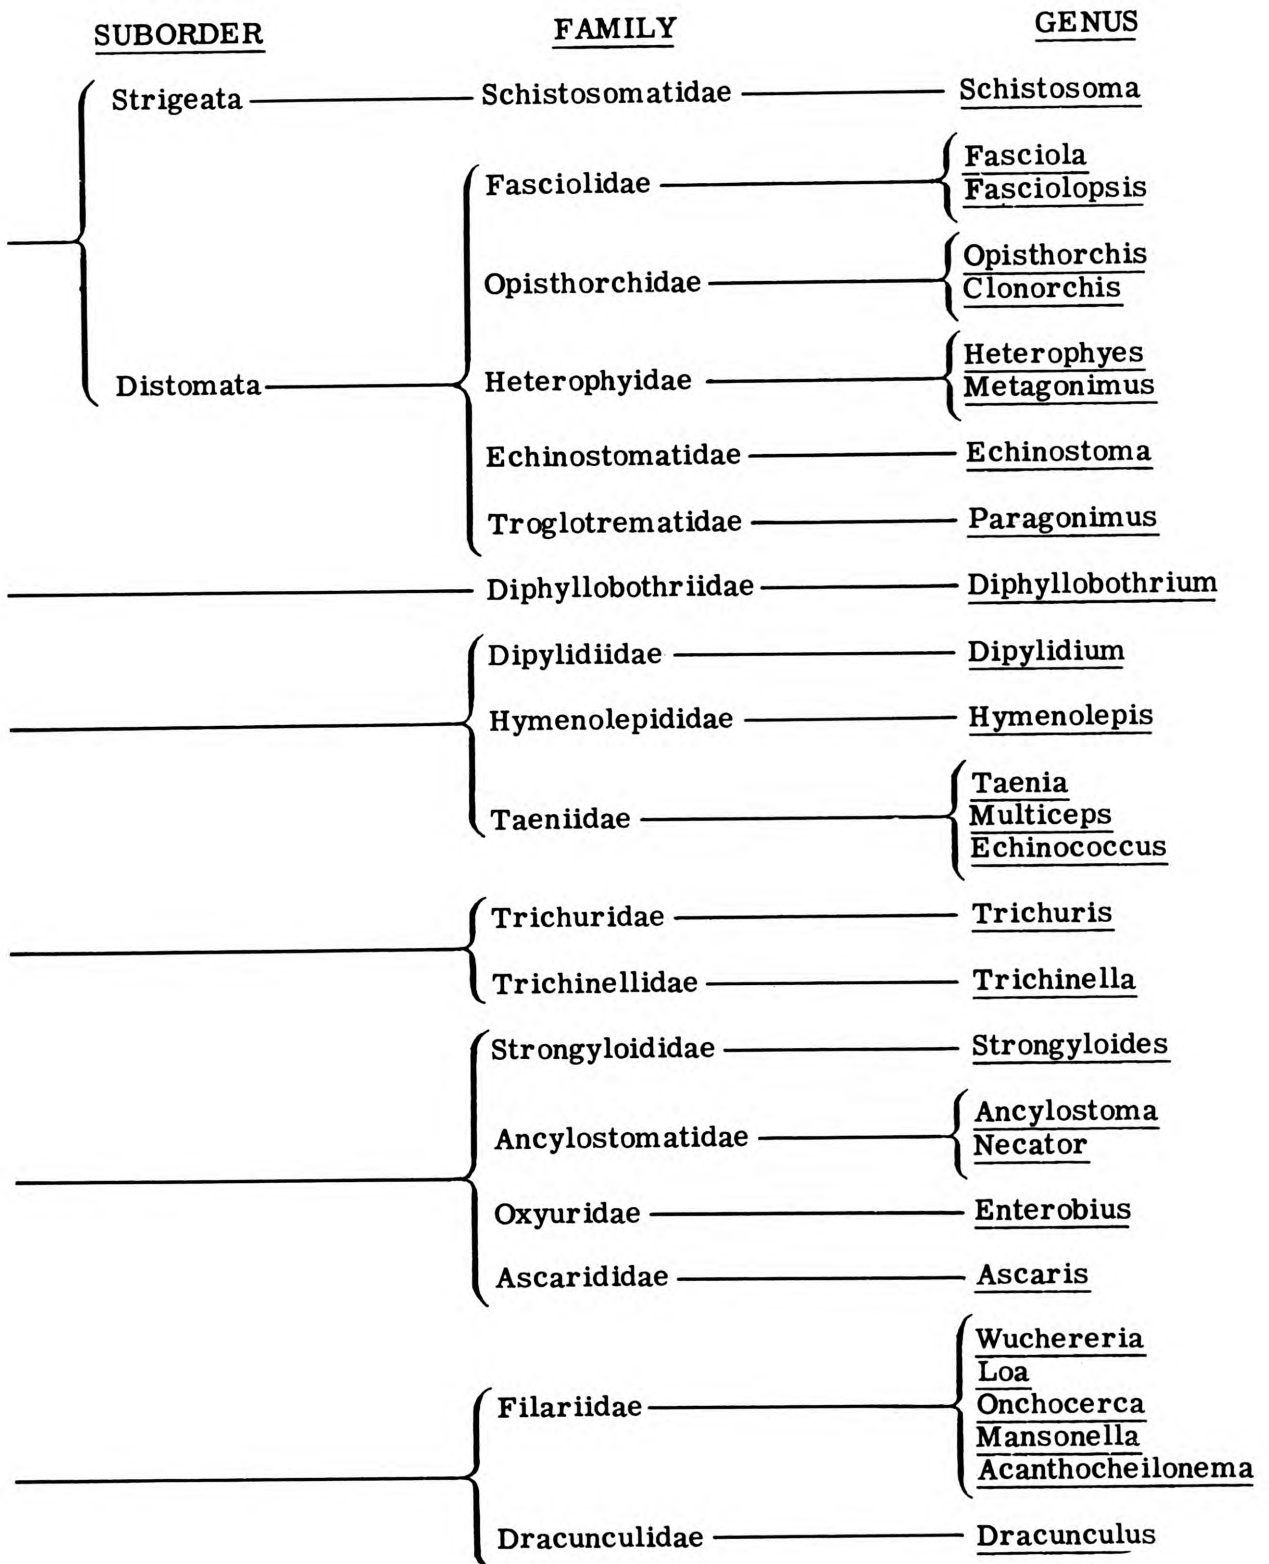 SUBORDER FAMILY GENUS
Strigeata Schistosomatidae Schistosoma
Fasciolidae Fasciola
Fasciolopsis
Opisthorchidae Opisthorchis
Clonorchis
Distomata Heterophyidae Heterophyes
Metagonimus
Echinostomatidae Echinostoma
Troglotrematidae Paragonimus
Diphyllobothriidae Diphyllobothrium
Dipylidiidae Dipylidium
Hymenolepididae Hymenolepis
Taeniidae Taenia
Multiceps
Echinococcus
Trichuridae Trichuris
Trichinellidae Trichinella
Strongyloididae Strongyloides
Ancylostomatidae Ancylostoma
Necator
Oxyuridae Enterobius
Ascarididae Ascaris
Filariidae Wuchereria
Loa
Onchocerca
Mansonella
Acanthocheilonema
Dracunculidae Dracunculus